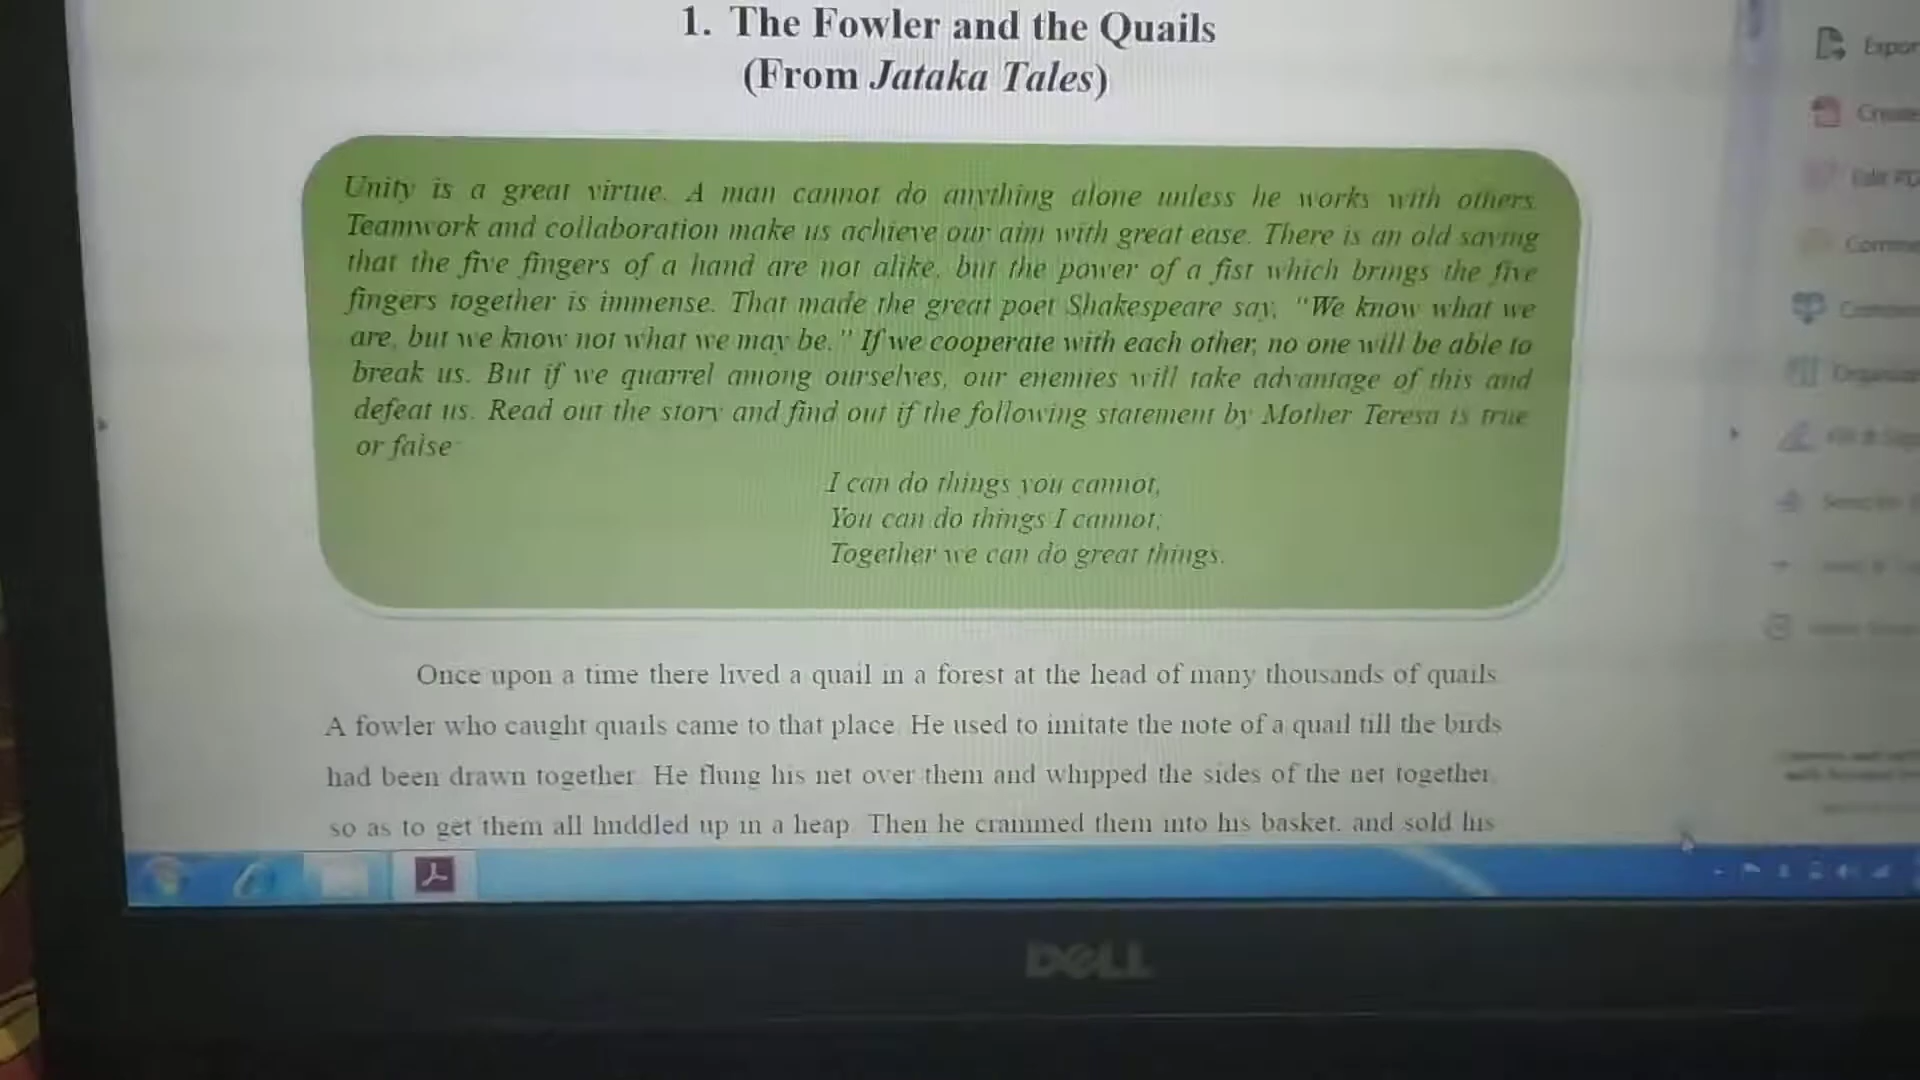 1. The Fowler and the Quails
(From Jataka Tales)
Unity is a great virtue. A man cannot do anything alone unless he works with others.
Teamwork and collaboration make us achieve our aim with great ease. There is an old saying
that the five fingers of a hand are not alike, but the power of a fist which brings the five
fingers together is immense. That made the great poet Shakespeare say, "We know what we
are, but we know not what we may be." If we cooperate with each other, no one will be able to
break us. But if we quarrel among ourselves, our enemies will take advantage of this and
defeat us. Read out the story and find out if the following statement by Mother Teresa is true
or false
I can do things you cannot,
You can do things I cannot;
Together we can do great things.
Once upon a time there lived a quail in a forest at the head of many thousands of quails
A fowler who caught quails came to that place. He used to imitate the note of a quail till the birds
had been drawn together. He flung his net over them and whipped the sides of the net together
so as to get them all huddled up in a heap. Then he crammed them into his basket, and sold his
Expor
Create
Edit PD
Comme
DELL